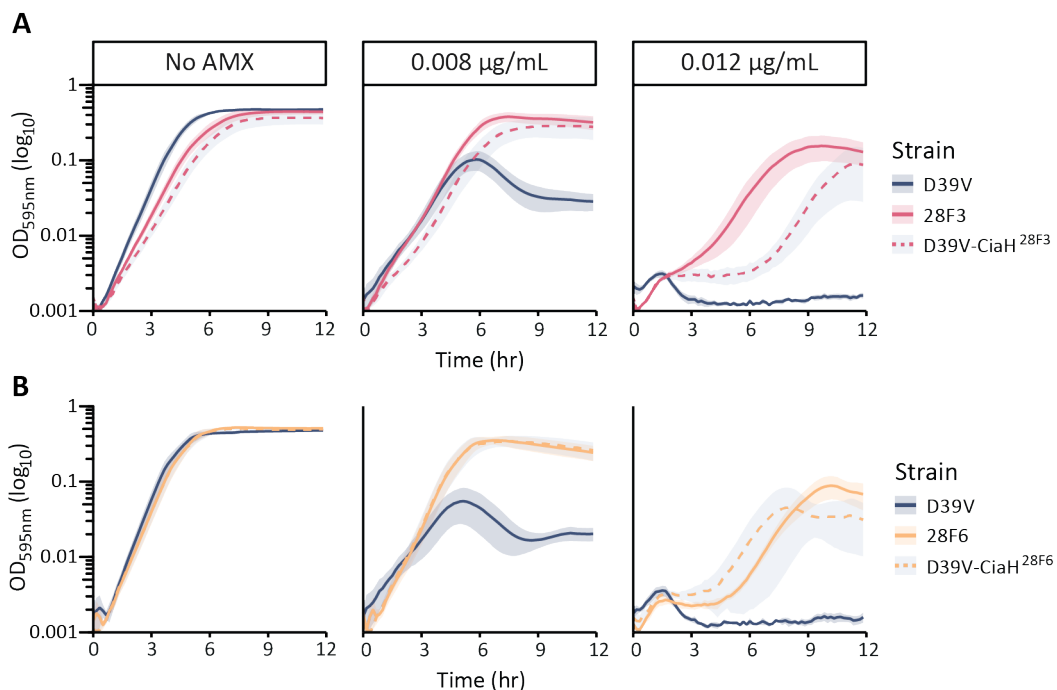 A
No AMX
0.008 µg/mL
0.012 µg/mL
OD595nm (log10)
1
0.1
0.01
0.001
0 3 6 9 12
0 3 6 9 12
0 3 6 9 12
Time (hr)
Strain
D39V
28F3
D39V-CiaH28F3
B
OD595nm (log10)
1
0.1
0.01
0.001
0 3 6 9 12
0 3 6 9 12
0 3 6 9 12
Time (hr)
Strain
D39V
28F6
D39V-CiaH28F6